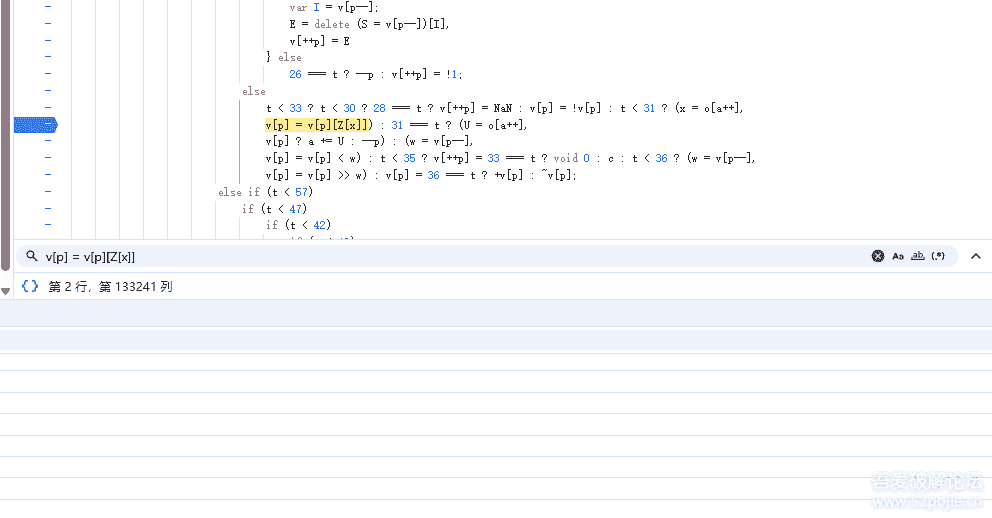 var I = v[p--];
E = delete (S = v[p--])[I],
v[++p] = E
} else
26 === t ? --p : v[++p] = !1;
else
t < 33 ? t < 30 ? 28 === t ? v[++p] = NaN : v[p] = !v[p] : t < 31 ? (x = o[a++],
v[p] = v[p][Z[x]]) : 31 === t ? (U = o[a++],
v[p] ? a += U : --p) : (w = v[p--],
v[p] = v[p] < w) : t < 35 ? v[++p] = 33 === t ? void 0 : c : t < 36 ? (w = v[p--],
v[p] = v[p] >> w) : v[p] = 36 === t ? +v[p] : ~v[p];
else if (t < 57)
if (t < 47)
if (t < 42)
v[p] = v[p][Z[x]]
Aa ab (.*)
{} 第 2 行，第 133241 列
吾爱破解论坛
www.52pojie.cn